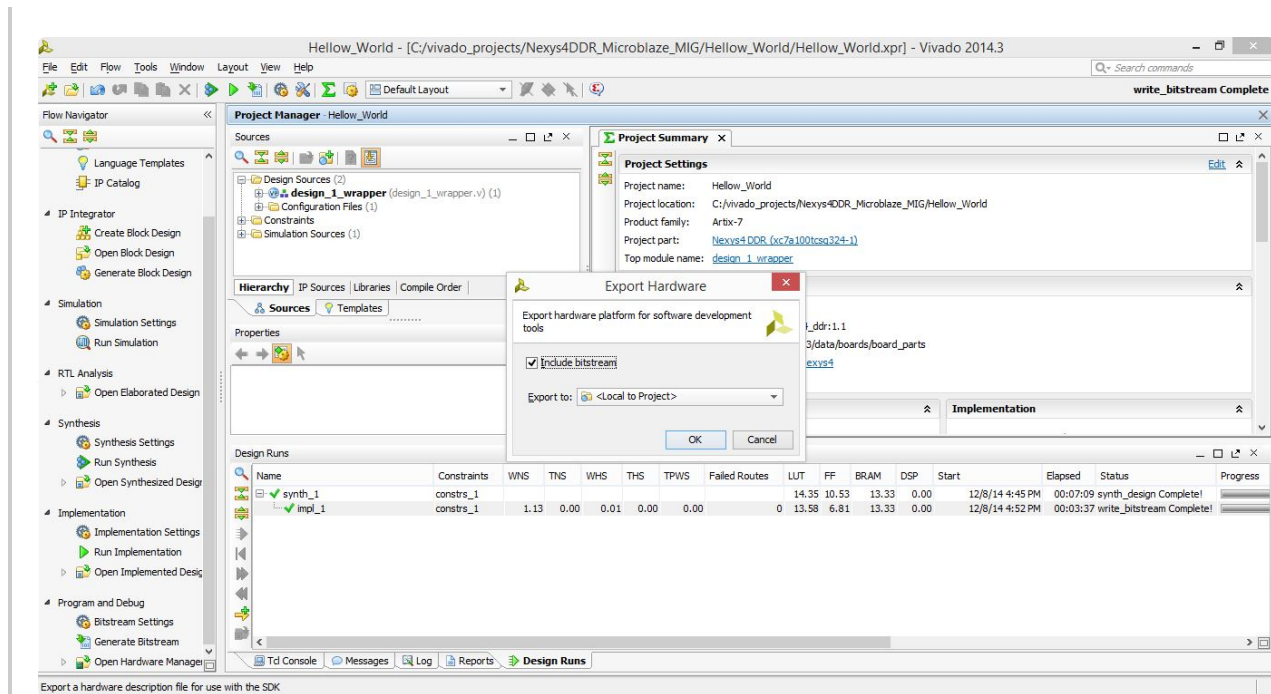 Hellow_World - [C:/vivado_projects/Nexys4DDR_Microblaze_MIG/Hellow_World/Hellow_World.xpr] - Vivado 2014.3
File Edit Flow Tools Window Layout View Help
Search commands
Default Layout
write_bitstream Complete
Flow Navigator
Language Templates
IP Catalog
IP Integrator
Create Block Design
Open Block Design
Generate Block Design
Simulation
Simulation Settings
Run Simulation
RTL Analysis
Open Elaborated Design
Synthesis
Synthesis Settings
Run Synthesis
Open Synthesized Desigr
Implementation
Implementation Settings
Run Implementation
Open Implemented Desig
Program and Debug
Bitstream Settings
Generate Bitstream
Open Hardware Manager
Project Manager - Hellow_World
Sources
Design Sources (2)
design_1_wrapper (design_1_wrapper.v) (1)
Configuration Files (1)
Constraints
Simulation Sources (1)
Hierarchy IP Sources Libraries Compile Order
Sources Templates
Properties
Project Summary
Project Settings Edit
Project name: Hellow_World
Project location: C:/vivado_projects/Nexys4DDR_Microblaze_MIG/Hellow_World
Product family: Artix-7
Project part: Nexys4 DDR (xc7a100tcsg324-1)
Top module name: design_1_wrapper
_ddr:1.1
3/data/boards/board_parts
exys4
Implementation
Export Hardware
Export hardware platform for software development
tools
Include bitstream
Export to: <Local to Project>
OK Cancel
Design Runs
Name Constraints WNS TNS WHS THS TPWS Failed Routes LUT FF BRAM DSP Start Elapsed Status Progress
synth_1 constrs_1 14.35 10.53 13.33 0.00 12/8/14 4:45 PM 00:07:09 synth_design Complete!
impl_1 constrs_1 1.13 0.00 0.01 0.00 0.00 0 13.58 6.81 13.33 0.00 12/8/14 4:52 PM 00:03:37 write_bitstream Complete!
Tcl Console Messages Log Reports Design Runs
Export a hardware description file for use with the SDK